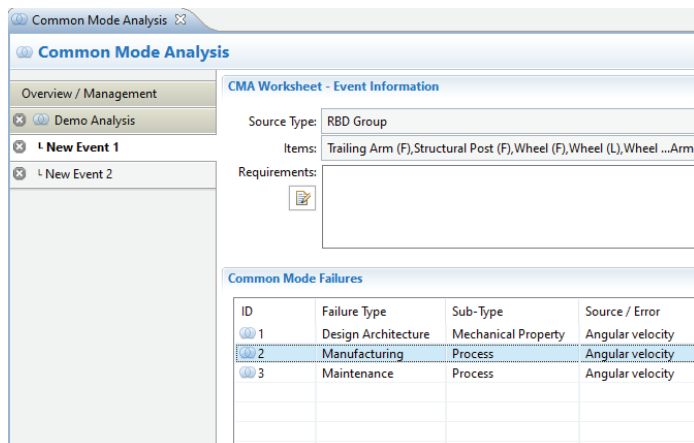 Common Mode Analysis
Common Mode Analysis
Overview / Management
Demo Analysis
New Event 1
New Event 2
CMA Worksheet - Event Information
Source Type: RBD Group
Items: Trailing Arm (F),Structural Post (F),Wheel (F),Wheel (L),Wheel ...Arm
Requirements:
Common Mode Failures
ID Failure Type Sub-Type Source / Error
1 Design Architecture Mechanical Property Angular velocity
2 Manufacturing Process Angular velocity
3 Maintenance Process Angular velocity